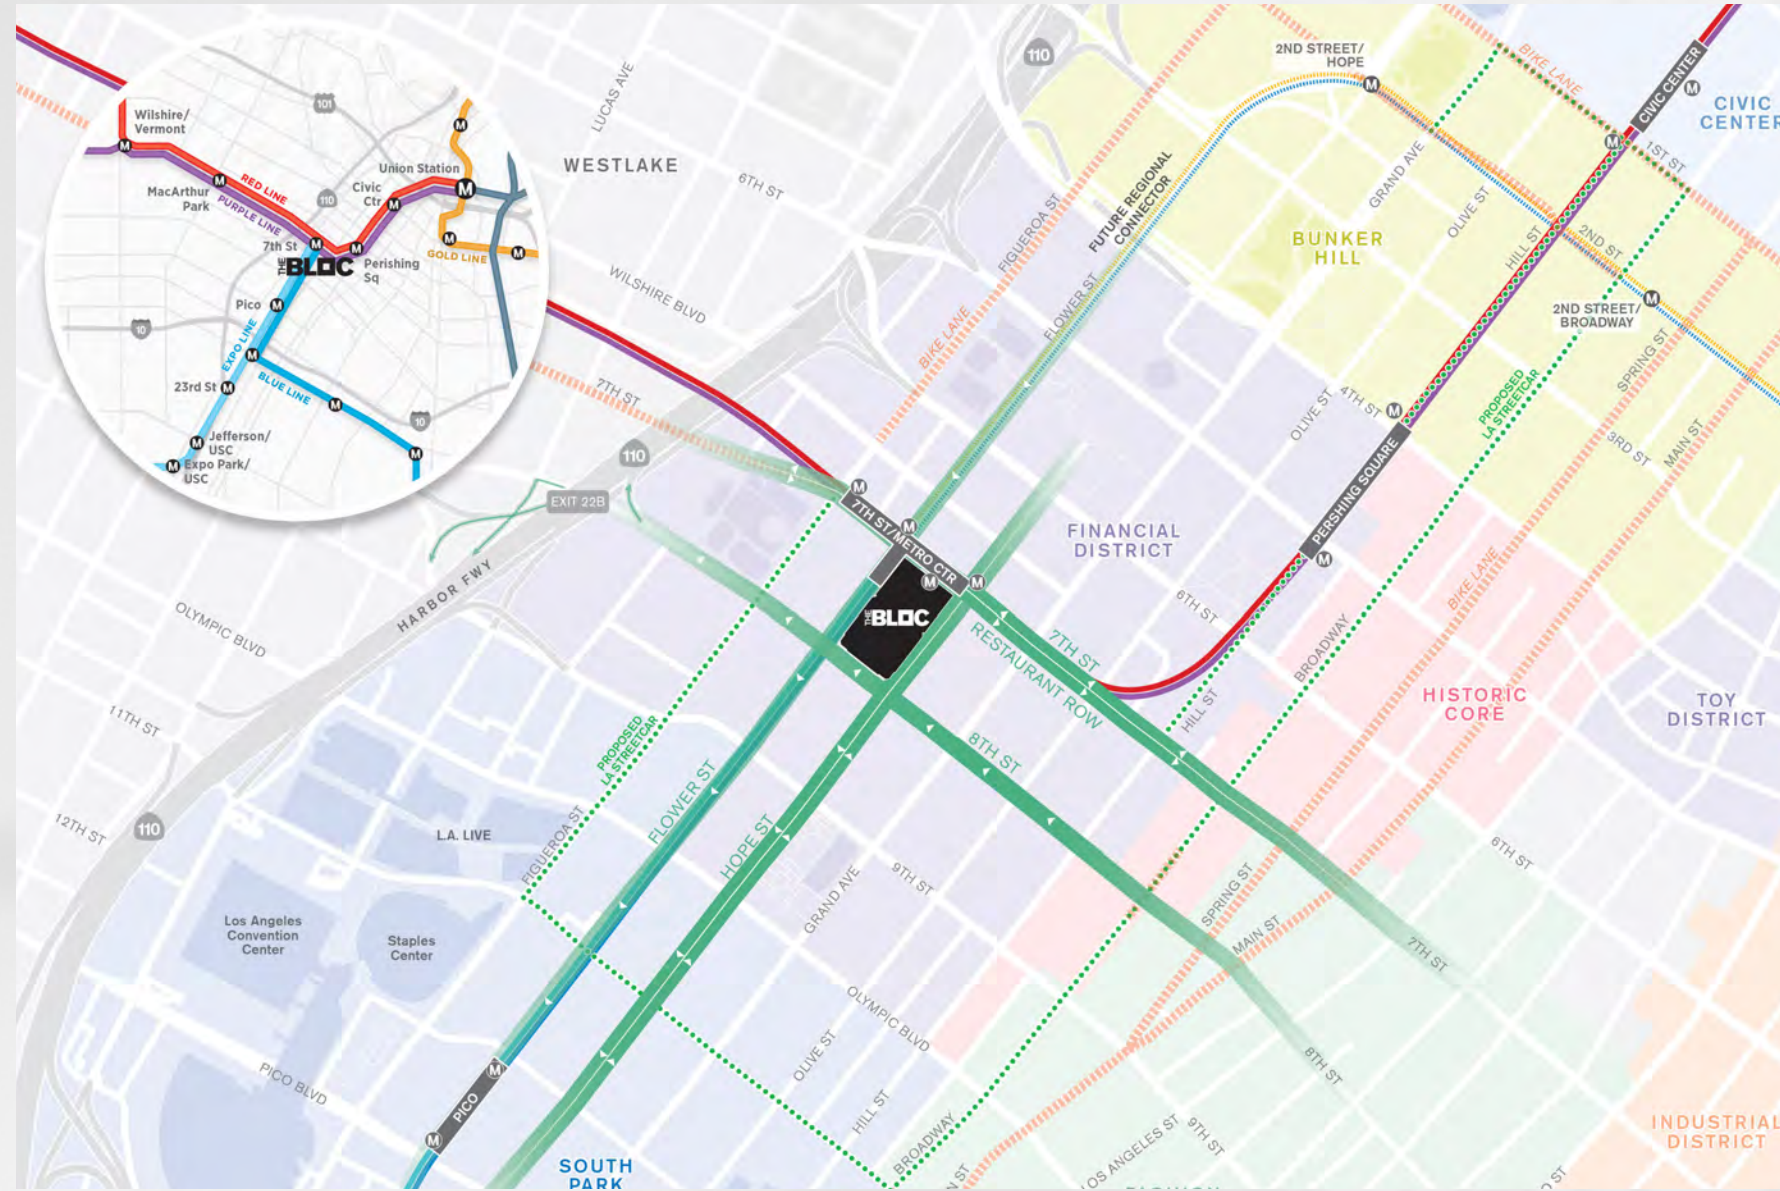 Wilshire/
Vermont
MacArthur
Park
RED LINE
PURPLE LINE
101
110
Union Station
Civic
Ctr
7th St
THE BLOC
Perishing
Sq
GOLD LINE
Pico
10
EXPO LINE
23rd St
BLUE LINE
10
Jefferson/
USC
Expo Park/
USC
M
WESTLAKE
LUCAS AVE
6TH ST
WILSHIRE BLVD
7TH ST
110
EXIT 22B
HARBOR FWY
OLYMPIC BLVD
11TH ST
12TH ST
110
110
BIKE LANE
FIGUEROA ST
FUTURE REGIONAL
CONNECTOR
FLOWER ST
2ND STREET/
HOPE
BIKE LANE
CIVIC CENTER
CIVIC
CENTER
1ST ST
GRAND AVE
OLIVE ST
HILL ST
2ND ST
BUNKER
HILL
2ND STREET/
BROADWAY
SPRING ST
PROPOSED
LA STREETCAR
MAIN ST
3RD ST
4TH ST
OLIVE ST
PERSHING SQUARE
7TH ST/METRO CTR
THE BLOC
FINANCIAL
DISTRICT
6TH ST
BIKE LANE
BROADWAY
HILL ST
7TH ST
RESTAURANT ROW
HISTORIC
CORE
TOY
DISTRICT
8TH ST
PROPOSED
LA STREETCAR
FLOWER ST
HOPE ST
L.A. LIVE
FIGUEROA ST
GRAND AVE
9TH ST
6TH ST
Los Angeles
Convention
Center
Staples
Center
SPRING ST
MAIN ST
7TH ST
OLYMPIC BLVD
OLIVE ST
HILL ST
8TH ST
PICO BLVD
PICO
BROADWAY
LOS ANGELES ST
9TH ST
INDUSTRIAL
DISTRICT
SOUTH
PARK